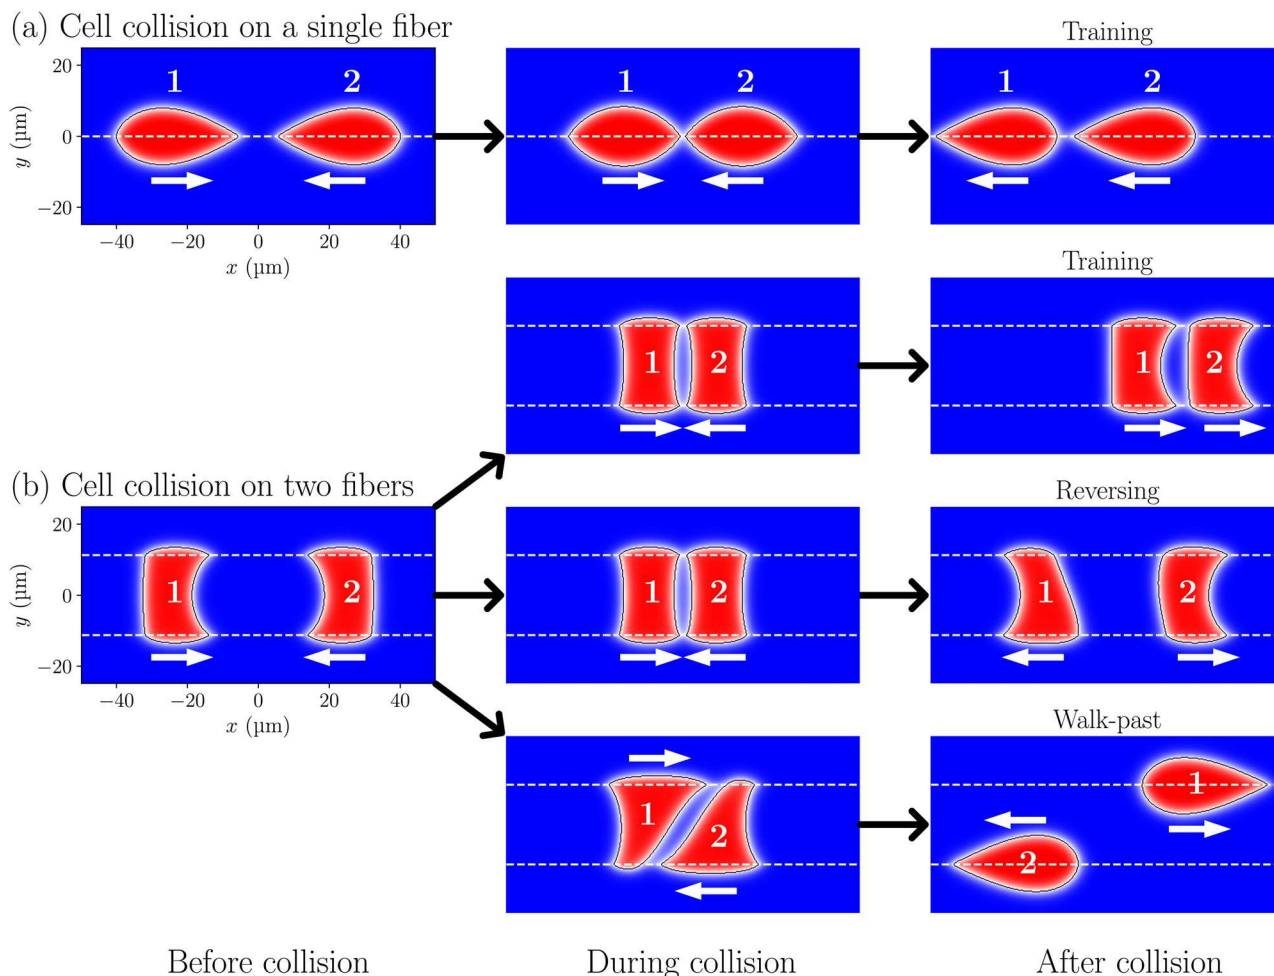 (a) Cell collision on a single fiber
Training
20
0
−20
y (µm)
1
2
1
2
1
2
−40
−20
0
20
40
x (µm)
Training
1
2
1
2
(b) Cell collision on two fibers
Reversing
20
0
−20
y (µm)
1
2
1
2
1
2
−40
−20
0
20
40
x (µm)
Walk-past
1
2
1
2
Before collision
During collision
After collision